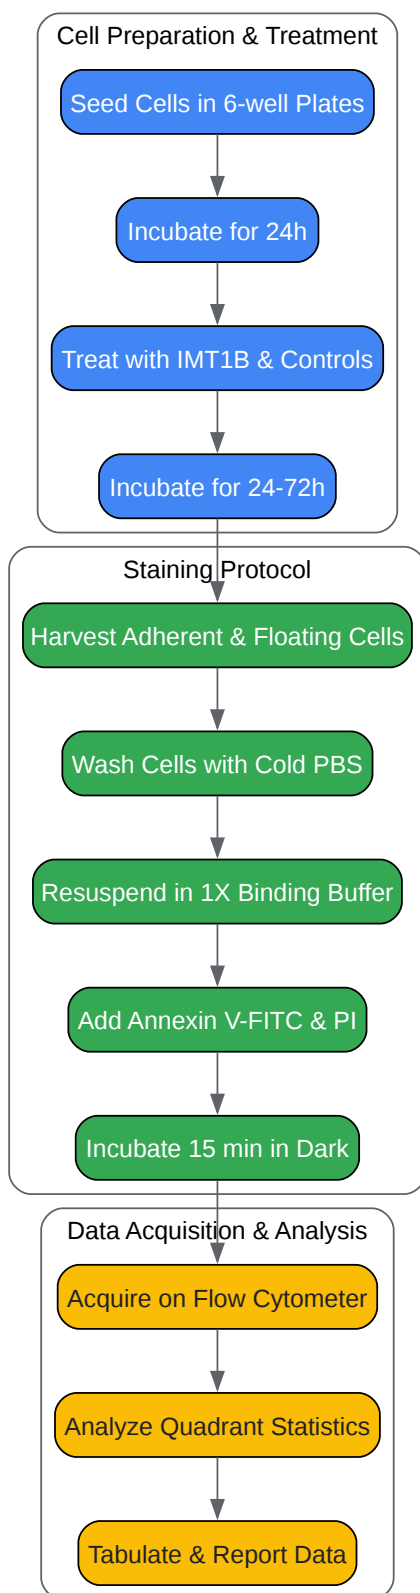 Cell Preparation & Treatment
Seed Cells in 6-well Plates
Incubate for 24h
Treat with IMT1B & Controls
Incubate for 24-72h
Staining Protocol
Harvest Adherent & Floating Cells
Wash Cells with Cold PBS
Resuspend in 1X Binding Buffer
Add Annexin V-FITC & PI
Incubate 15 min in Dark
Data Acquisition & Analysis
Acquire on Flow Cytometer
Analyze Quadrant Statistics
Tabulate & Report Data